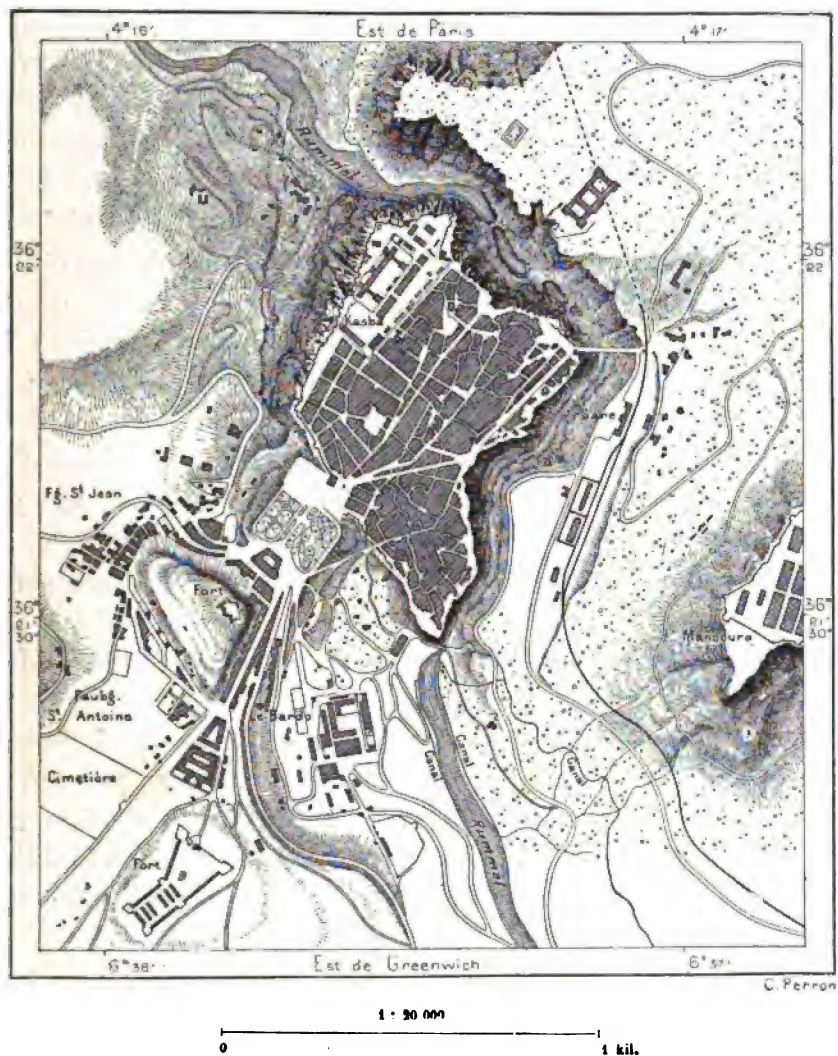 4° 16'
Est de Paris
4° 17'
Rummel
36°
22'
36°
22'
Kasba
Gare
Fg. St. Jean
Fort
36°
21'
30"
36°
21'
30"
Mansoura
Faubg.
St. Antoine
Le Bardo
Cimetière
Canal
Canal
Canal
Rummel
Fort
6° 36'
Est de Greenwich
6° 37'
C. Perron
1 : 20 000
0
1 kil.